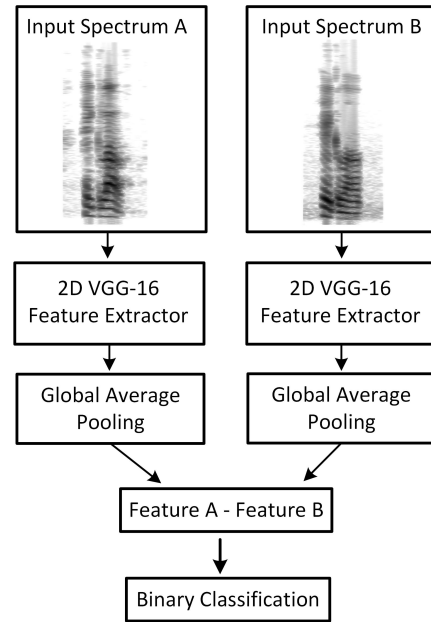 Input Spectrum A
Input Spectrum B
2D VGG-16
Feature Extractor
2D VGG-16
Feature Extractor
Global Average
Pooling
Global Average
Pooling
Feature A - Feature B
Binary Classification